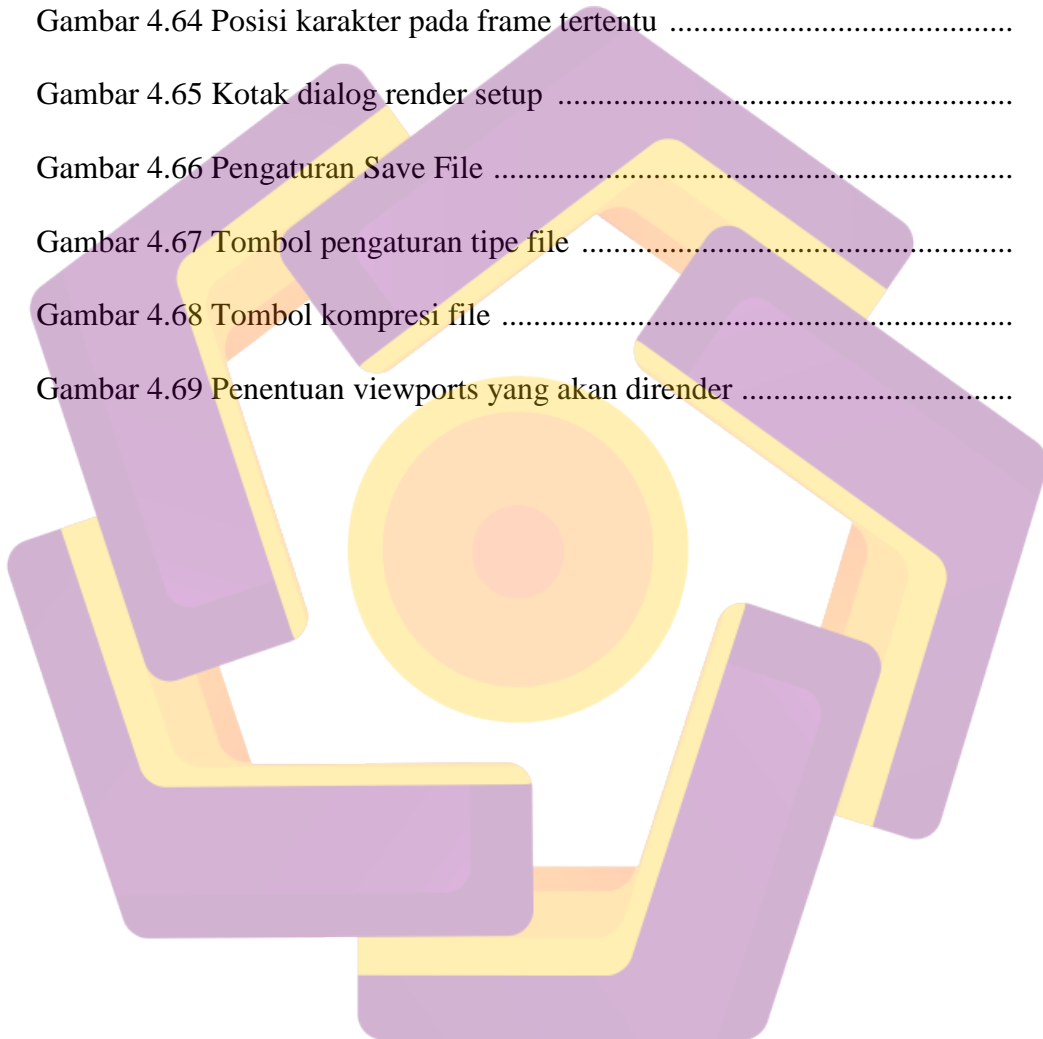 Gambar 4.64 Posisi karakter pada frame tertentu .........................................
Gambar 4.65 Kotak dialog render setup .......................................................
Gambar 4.66 Pengaturan Save File ..............................................................
Gambar 4.67 Tombol pengaturan tipe file ....................................................
Gambar 4.68 Tombol kompresi file .............................................................
Gambar 4.69 Penentuan viewports yang akan dirender ................................